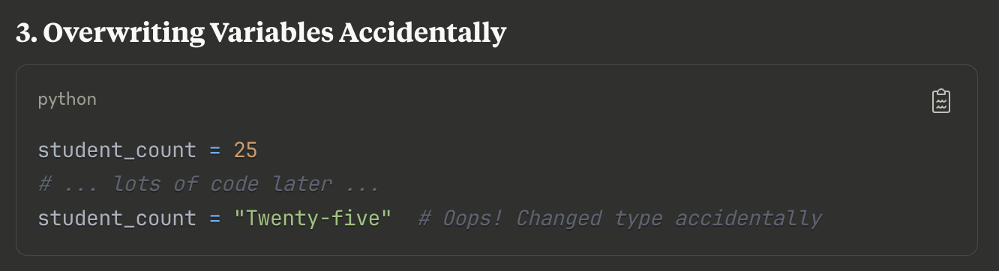 3. Overwriting Variables Accidentally
python
student_count = 25
# ... lots of code later ...
student_count = "Twenty-five"  # Oops! Changed type accidentally